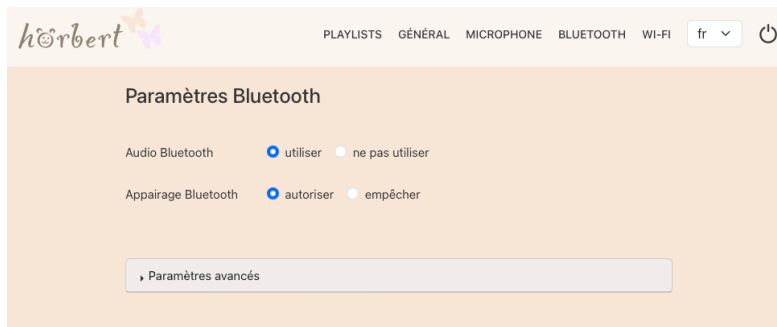 hörbert PLAYLISTS GÉNÉRAL MICROPHONE BLUETOOTH WI-FI fr
Paramètres Bluetooth
Audio Bluetooth utiliser ne pas utiliser
Appairage Bluetooth autoriser empêcher
Paramètres avancés